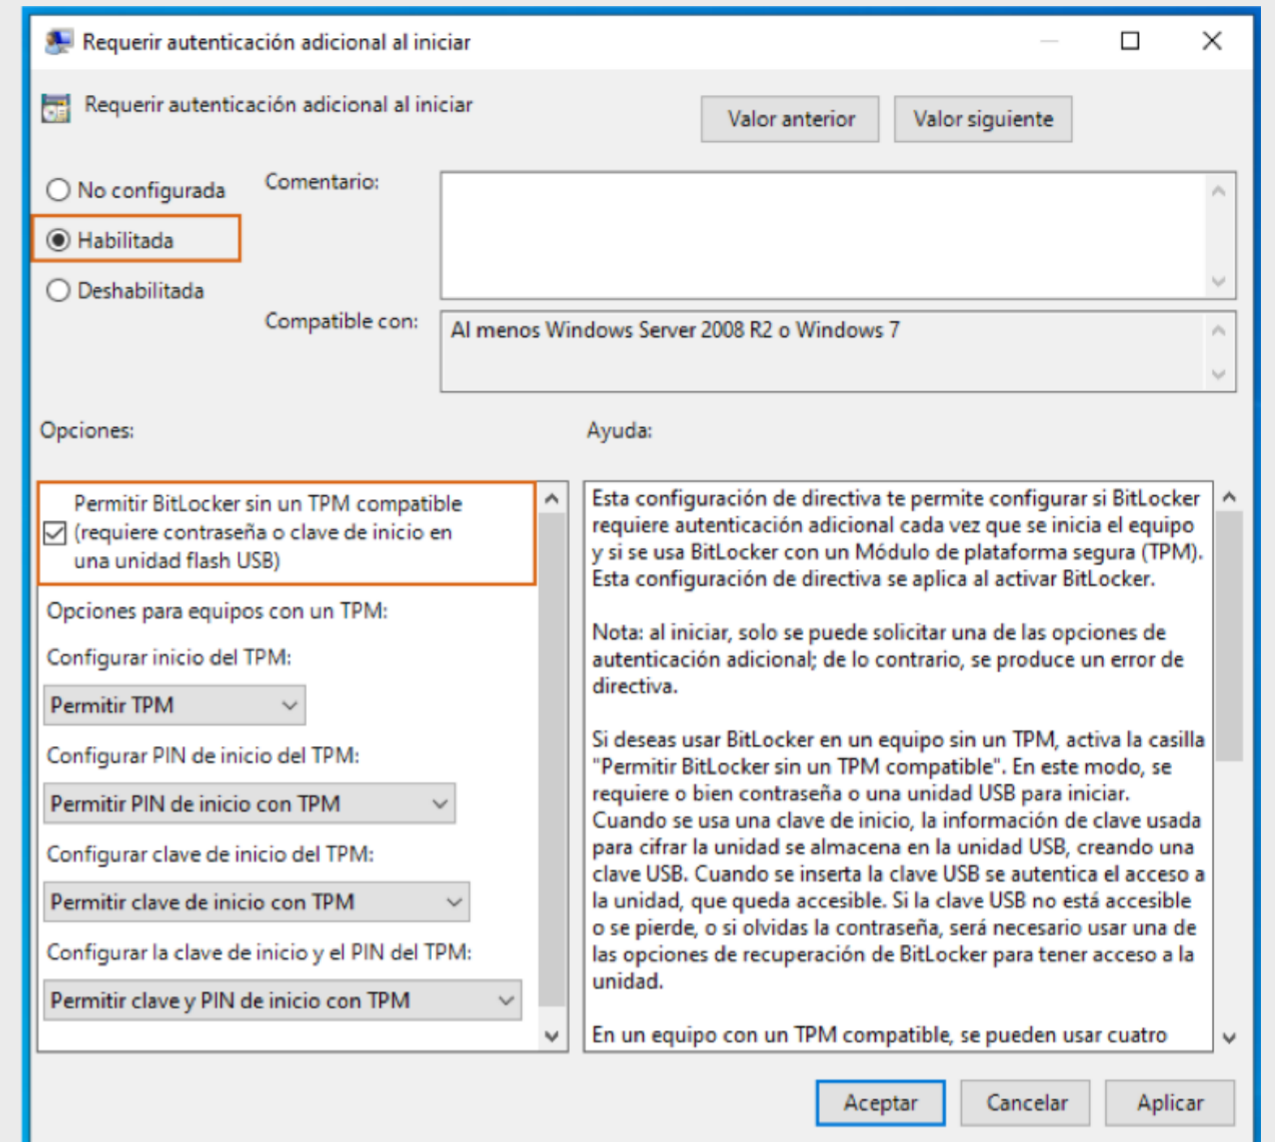 Requerir autenticación adicional al iniciar
Requerir autenticación adicional al iniciar
Valor anterior
Valor siguiente
No configurada
Comentario:
Habilitada
Deshabilitada
Compatible con:
Al menos Windows Server 2008 R2 o Windows 7
Opciones:
Ayuda:
Permitir BitLocker sin un TPM compatible
(requiere contraseña o clave de inicio en
una unidad flash USB)
Opciones para equipos con un TPM:
Configurar inicio del TPM:
Permitir TPM
Configurar PIN de inicio del TPM:
Permitir PIN de inicio con TPM
Configurar clave de inicio del TPM:
Permitir clave de inicio con TPM
Configurar la clave de inicio y el PIN del TPM:
Permitir clave y PIN de inicio con TPM
Esta configuración de directiva te permite configurar si BitLocker
requiere autenticación adicional cada vez que se inicia el equipo
y si se usa BitLocker con un Módulo de plataforma segura (TPM).
Esta configuración de directiva se aplica al activar BitLocker.
Nota: al iniciar, solo se puede solicitar una de las opciones de
autenticación adicional; de lo contrario, se produce un error de
directiva.
Si deseas usar BitLocker en un equipo sin un TPM, activa la casilla
"Permitir BitLocker sin un TPM compatible". En este modo, se
requiere o bien contraseña o una unidad USB para iniciar.
Cuando se usa una clave de inicio, la información de clave usada
para cifrar la unidad se almacena en la unidad USB, creando una
clave USB. Cuando se inserta la clave USB se autentica el acceso a
la unidad, que queda accesible. Si la clave USB no está accesible
o se pierde, o si olvidas la contraseña, será necesario usar una de
las opciones de recuperación de BitLocker para tener acceso a la
unidad.
En un equipo con un TPM compatible, se pueden usar cuatro
Aceptar
Cancelar
Aplicar